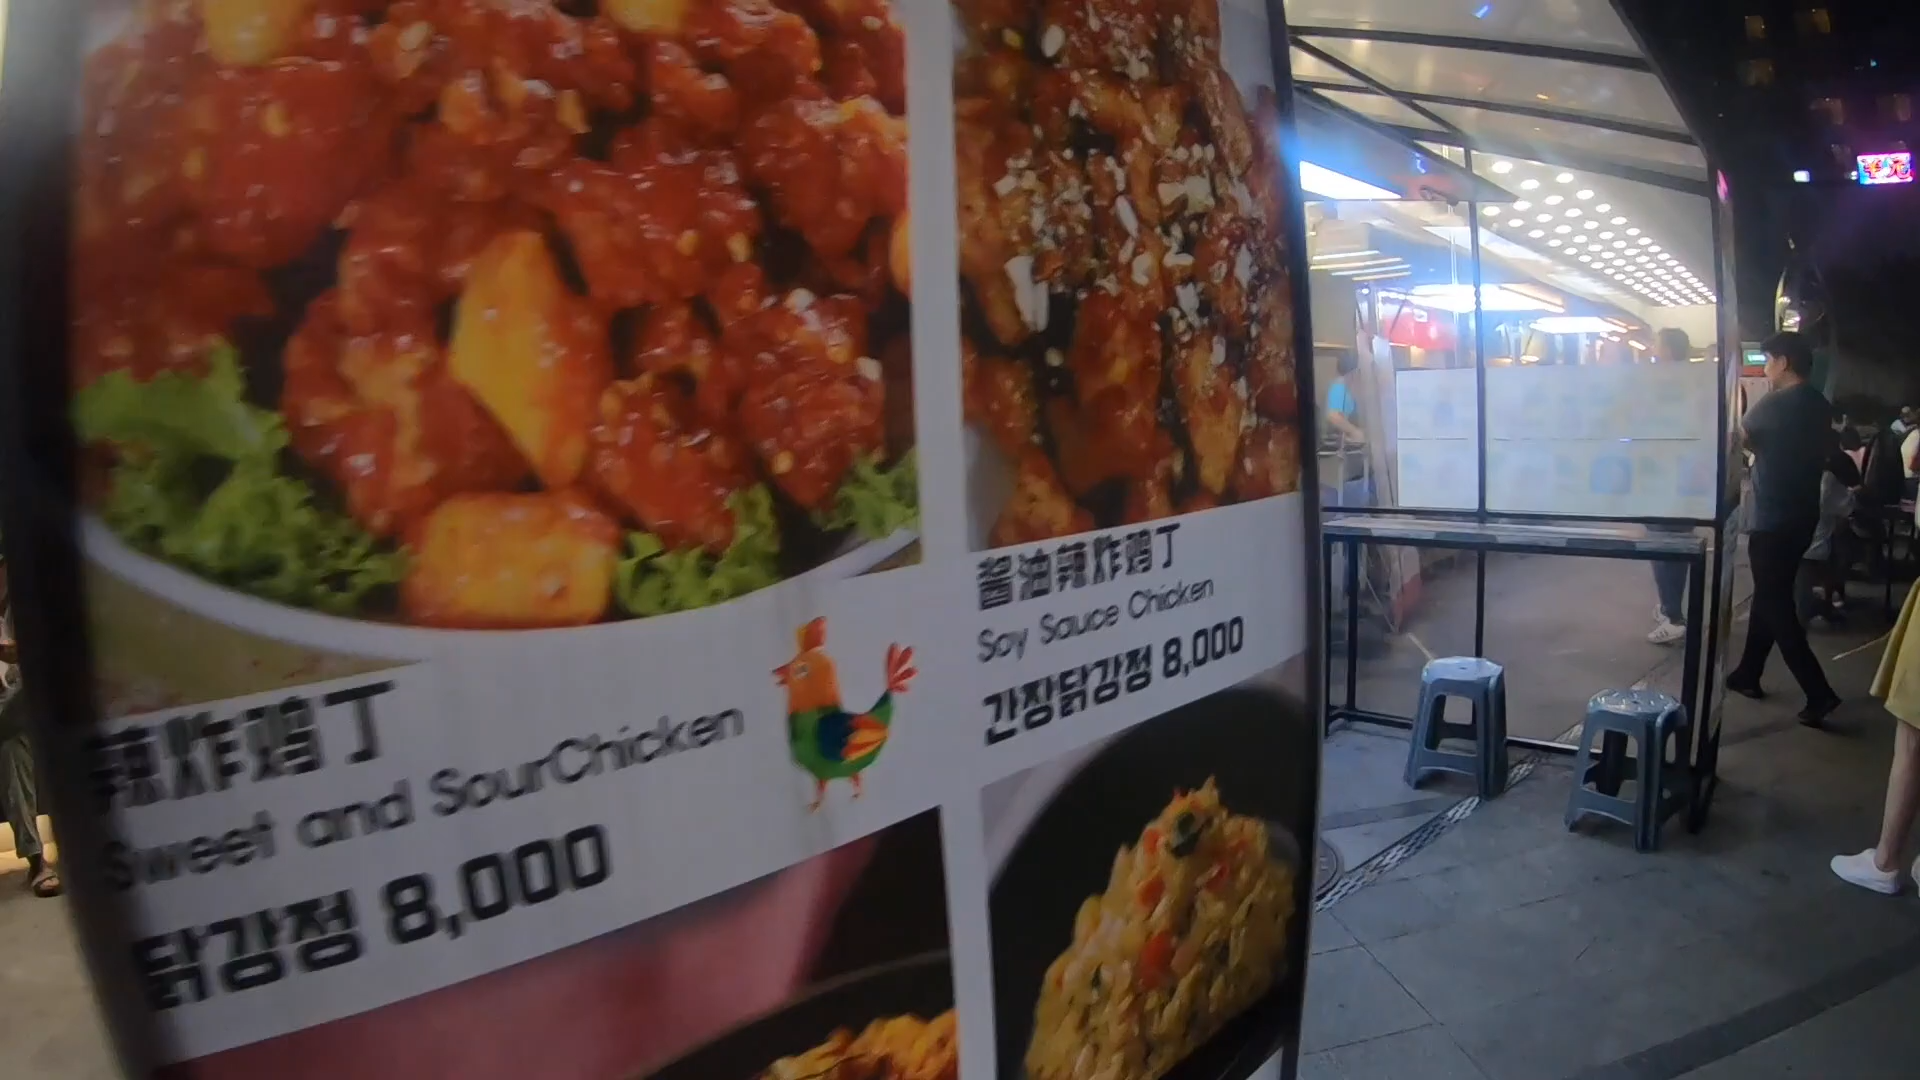 辣炸鸡丁
Sweet and SourChicken
닭강정 8,000
醬油辣炸鸡丁
Soy Sauce Chicken
간장닭강정 8,000